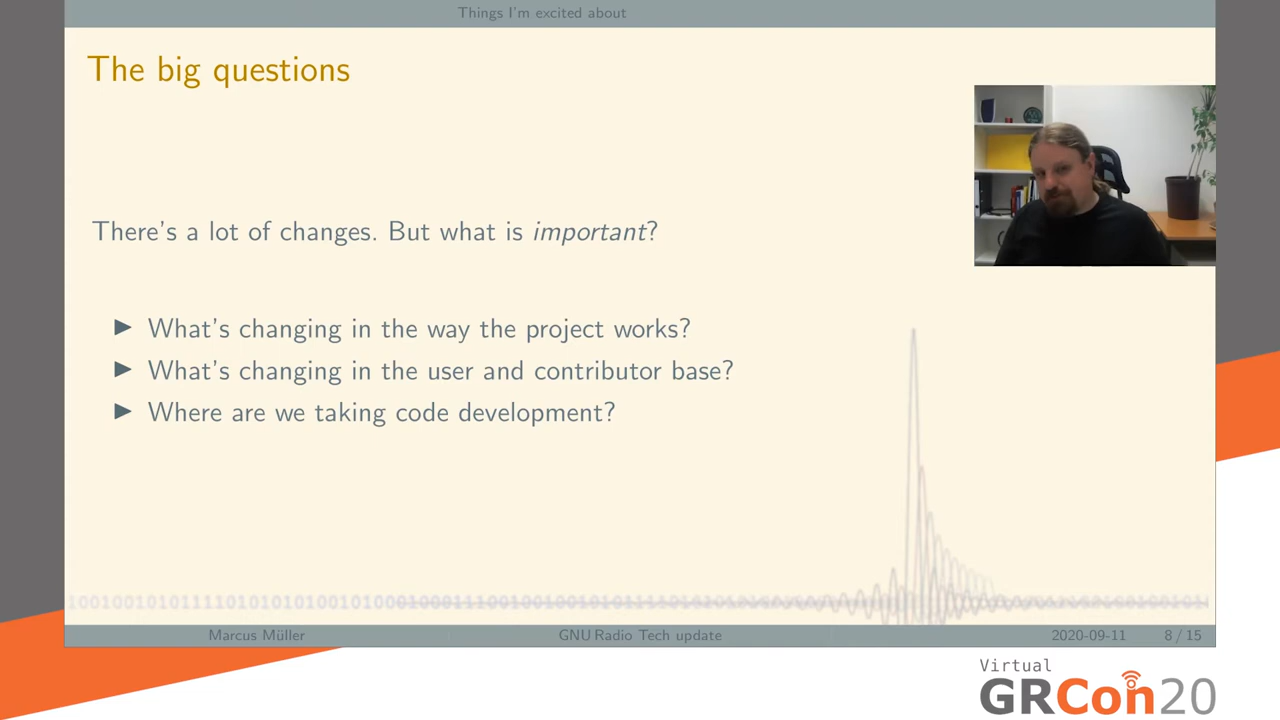 Things I'm excited about
The big questions
There's a lot of changes. But what is important?
What's changing in the way the project works?
What's changing in the user and contributor base?
Where are we taking code development?
Marcus Müller
GNU Radio Tech update
2020-09-11
8 / 15
Virtual
GRCon20